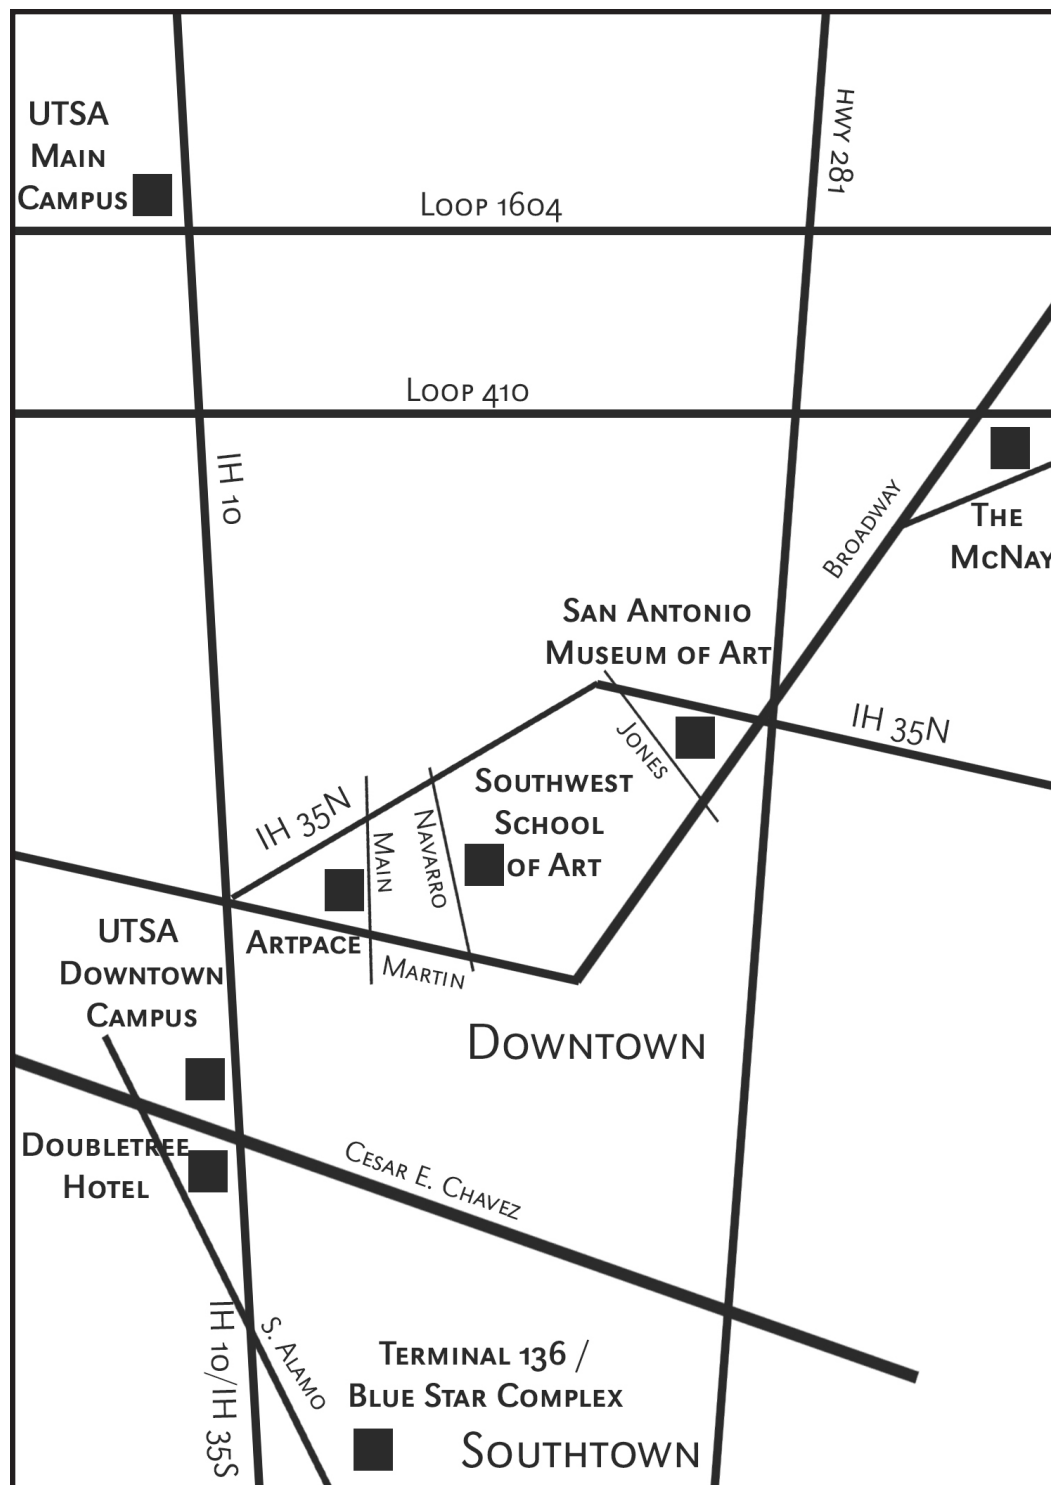 HWY 281
UTSA
Main
Campus
Loop 1604
Loop 410
IH 10
Broadway
The
McNay
San Antonio
Museum of Art
IH 35N
Jones
Southwest
School
of Art
IH 35N
Navarro
Main
Artpace
Martin
UTSA
Downtown
Campus
Downtown
Doubletree
Hotel
Cesar E. Chavez
IH 10/IH 35S
S. Alamo
Terminal 136 /
Blue Star Complex
Southtown